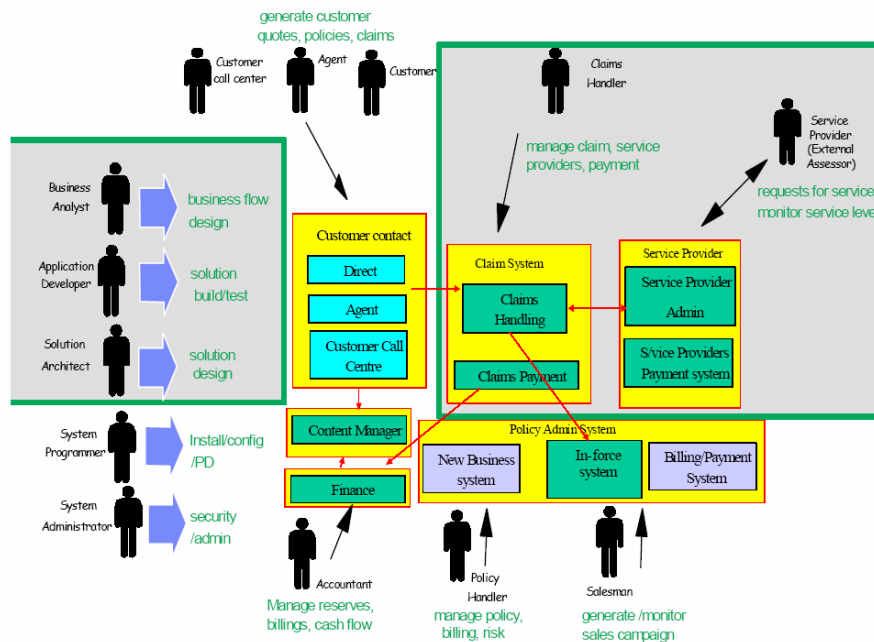 generate customer
quotes, policies, claims
Customer
call center
Agent
Customer
Claims
Handler
Service
Provider
(External
Assessor)
manage claim, service
providers, payment
requests for service
monitor service level
Business
Analyst
business flow
design
Application
Developer
solution
build/test
Solution
Architect
solution
design
System
Programmer
Install/config
/PD
System
Administrator
security
/admin
Customer contact
Direct
Agent
Customer Call
Centre
Claim System
Claims
Handling
Claims Payment
Service Provider
Service Provider
Admin
S/vice Providers
Payment system
Content Manager
Finance
Policy Admin System
New Business
system
In-force
system
Billing/Payment
System
Accountant
Manage reserves,
billings, cash flow
Policy
Handler
manage policy,
billing, risk
Salesman
generate /monitor
sales campaign